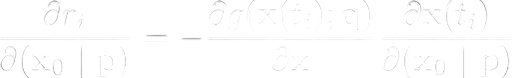 ∂r_i/∂(x_0 | p) = −∂g(x(t_i); q)/∂x ∂x(t_i)/∂(x_0 | p)